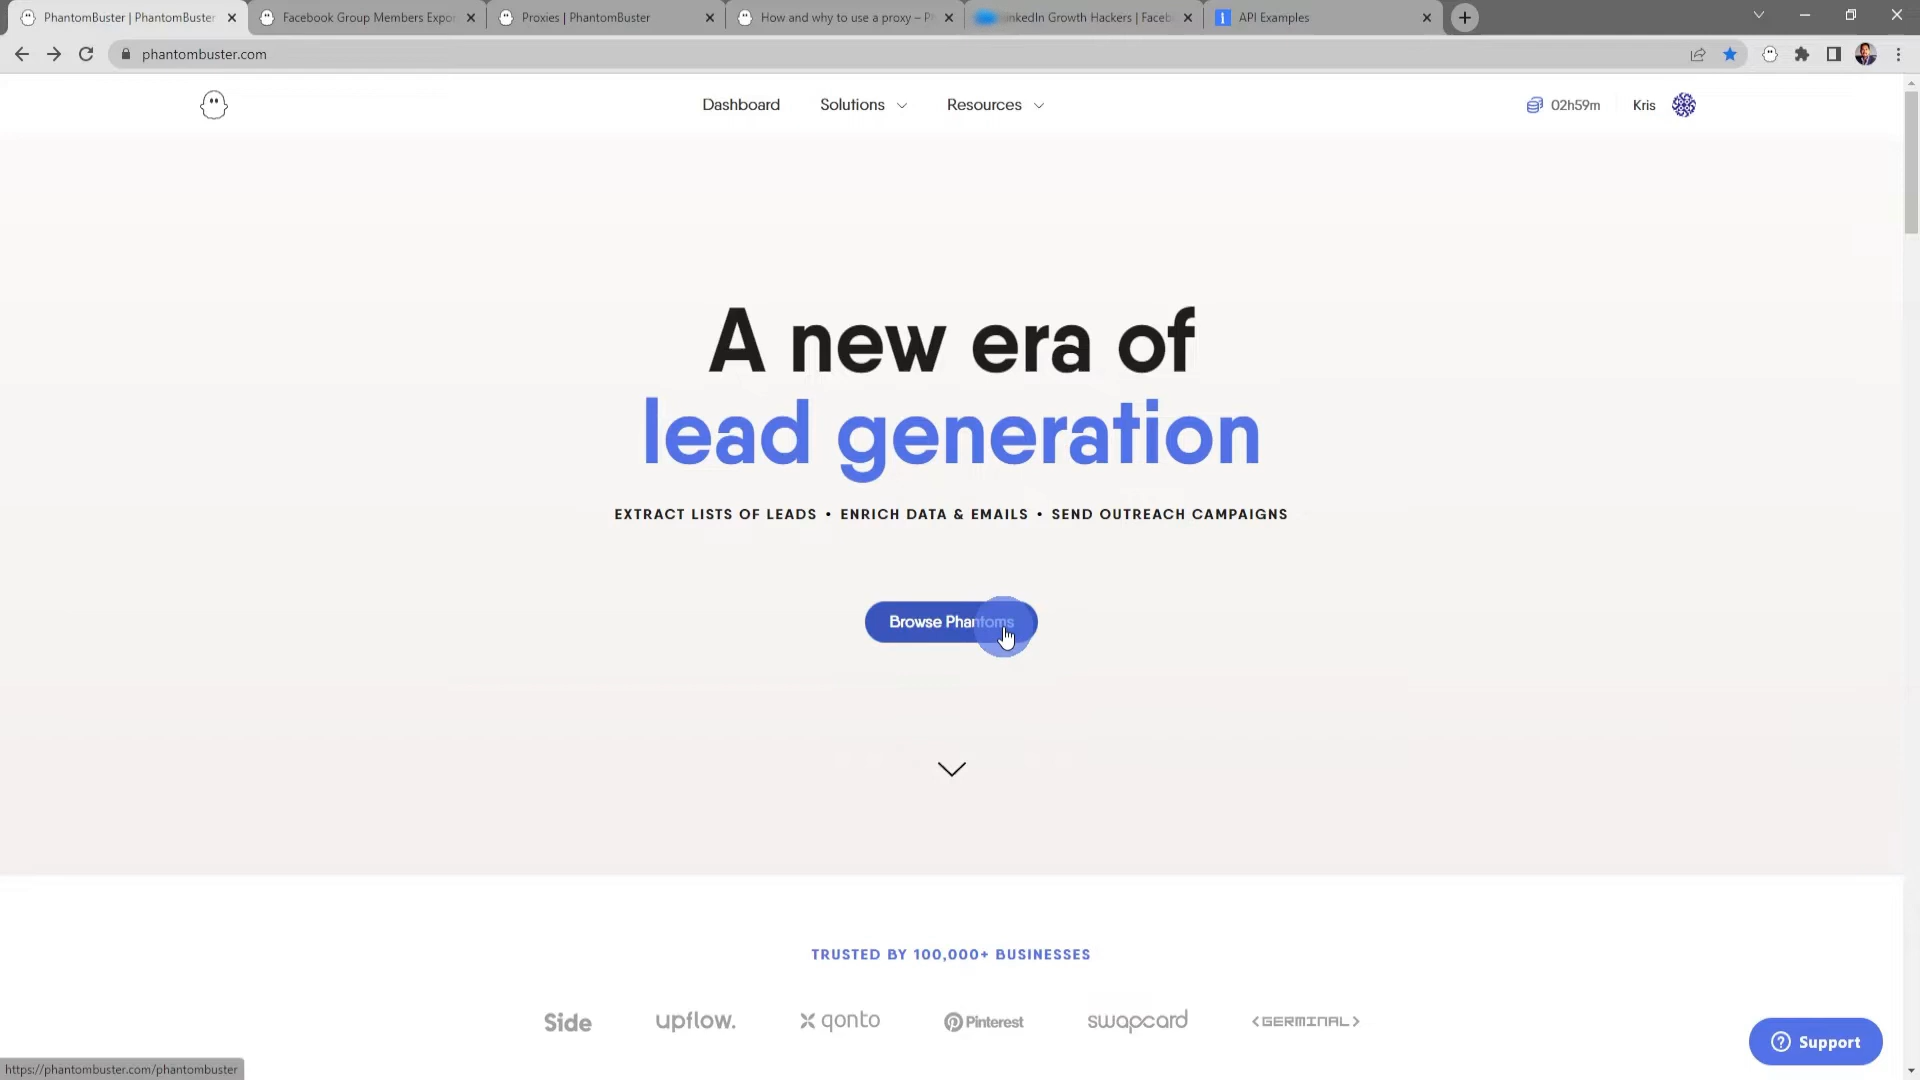 PhantomBuster | PhantomBuster
Facebook Group Members Expor
Proxies | PhantomBuster
How and why to use a proxy – P
LinkedIn Growth Hackers | Faceb
API Examples
phantombuster.com
Dashboard
Solutions
Resources
02h59m
Kris
A new era of
lead generation
EXTRACT LISTS OF LEADS • ENRICH DATA & EMAILS • SEND OUTREACH CAMPAIGNS
Browse Phantoms
TRUSTED BY 100,000+ BUSINESSES
Side
upflow.
qonto
Pinterest
swapcard
<GERMINAL>
Support
https://phantombuster.com/phantombuster